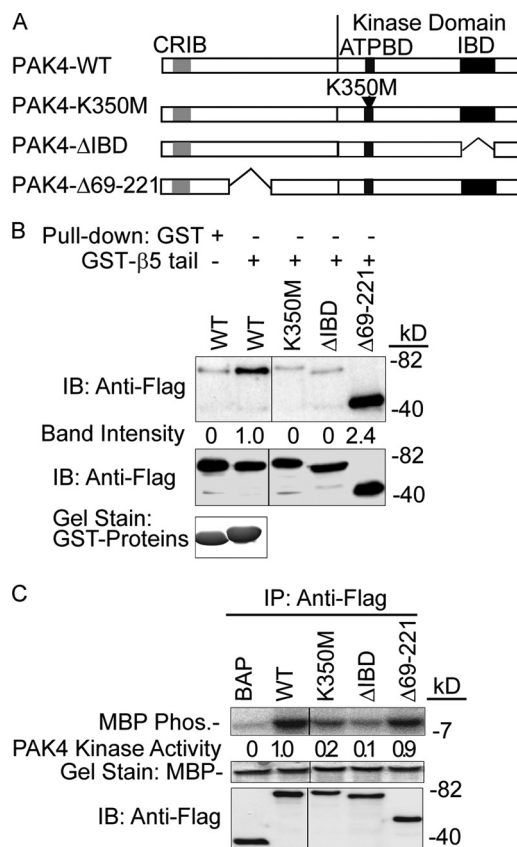 A
Kinase Domain
CRIB ATPBD IBD
PAK4-WT
K350M
PAK4-K350M
PAK4-ΔIBD
PAK4-Δ69-221
B
Pull-down: GST + - - - -
GST-β5 tail - + + + +
WT WT K350M ΔIBD Δ69-221
kD
-82
IB: Anti-Flag
-40
Band Intensity 0 1.0 0 0 2.4
IB: Anti-Flag -82
-40
Gel Stain:
GST-Proteins
C
IP: Anti-Flag
BAP WT K350M ΔIBD Δ69-221
kD
MBP Phos.- -7
PAK4 Kinase Activity 0 1.0 02 0.1 0.9
Gel Stain: MBP-
IB: Anti-Flag -82
-40